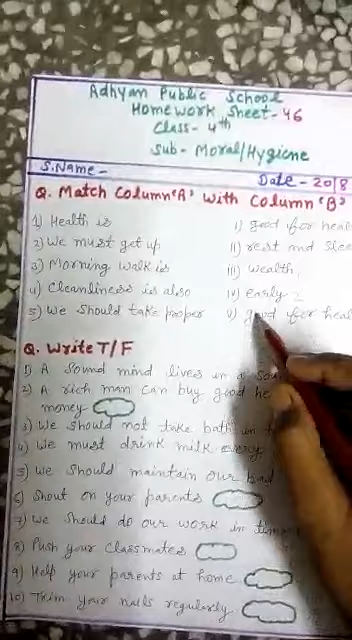 Adhyam Public School
Homework Sheet - 46
Class - 4th
Sub - Moral/Hygiene
S.Name -
Date - 20/8
Q. Match Column 'A' with Column 'B'
1) Health is
i) good for heal
2) We must get up
ii) rest and slee
3) Morning walk is
iii) wealth.
4) Cleanliness is also
iv) early
5) We should take proper
v) good for heal
Q. Write T/F
1) A sound mind lives in a sou
2) A rich man can buy good he
money
3) We should not take bath in
4) We must drink milk every
5) We should maintain our
6) Shout on your parents
7) We should do our work in time
8) Push your classmates
9) Help your parents at home
10) Trim your nails regularly